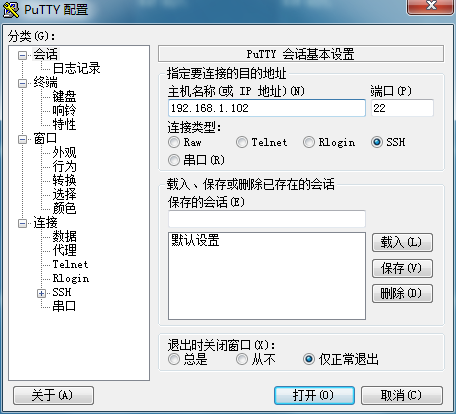 PuTTY 配置
分类(G):
会话
日志记录
终端
键盘
响铃
特性
窗口
外观
行为
转换
选择
颜色
连接
数据
代理
Telnet
Rlogin
SSH
串口
PuTTY 会话基本设置
指定要连接的目的地址
主机名称(或 IP 地址)(N) 端口(P)
192.168.1.102 22
连接类型:
Raw Telnet Rlogin SSH
串口(R)
载入、保存或删除已存在的会话
保存的会话(E)
默认设置
载入(L)
保存(V)
删除(D)
退出时关闭窗口(X):
总是 从不 仅正常退出
关于(A) 打开(O) 取消(C)